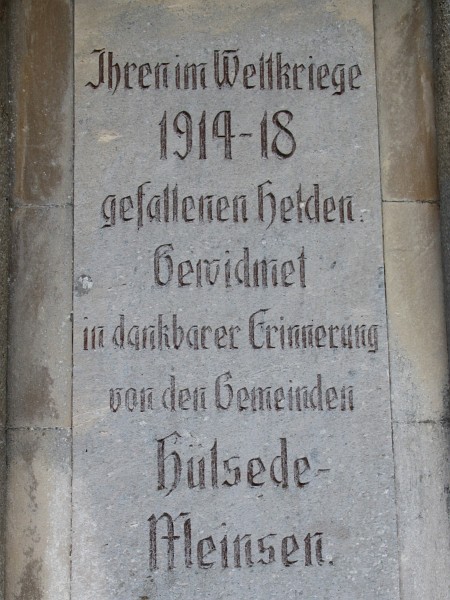 Ihren im Weltkriege
1914-18
gefallenen Helden.
Gewidmet
in dankbarer Erinnerung
von den Gemeinden
Hülsede-
Meinsen.